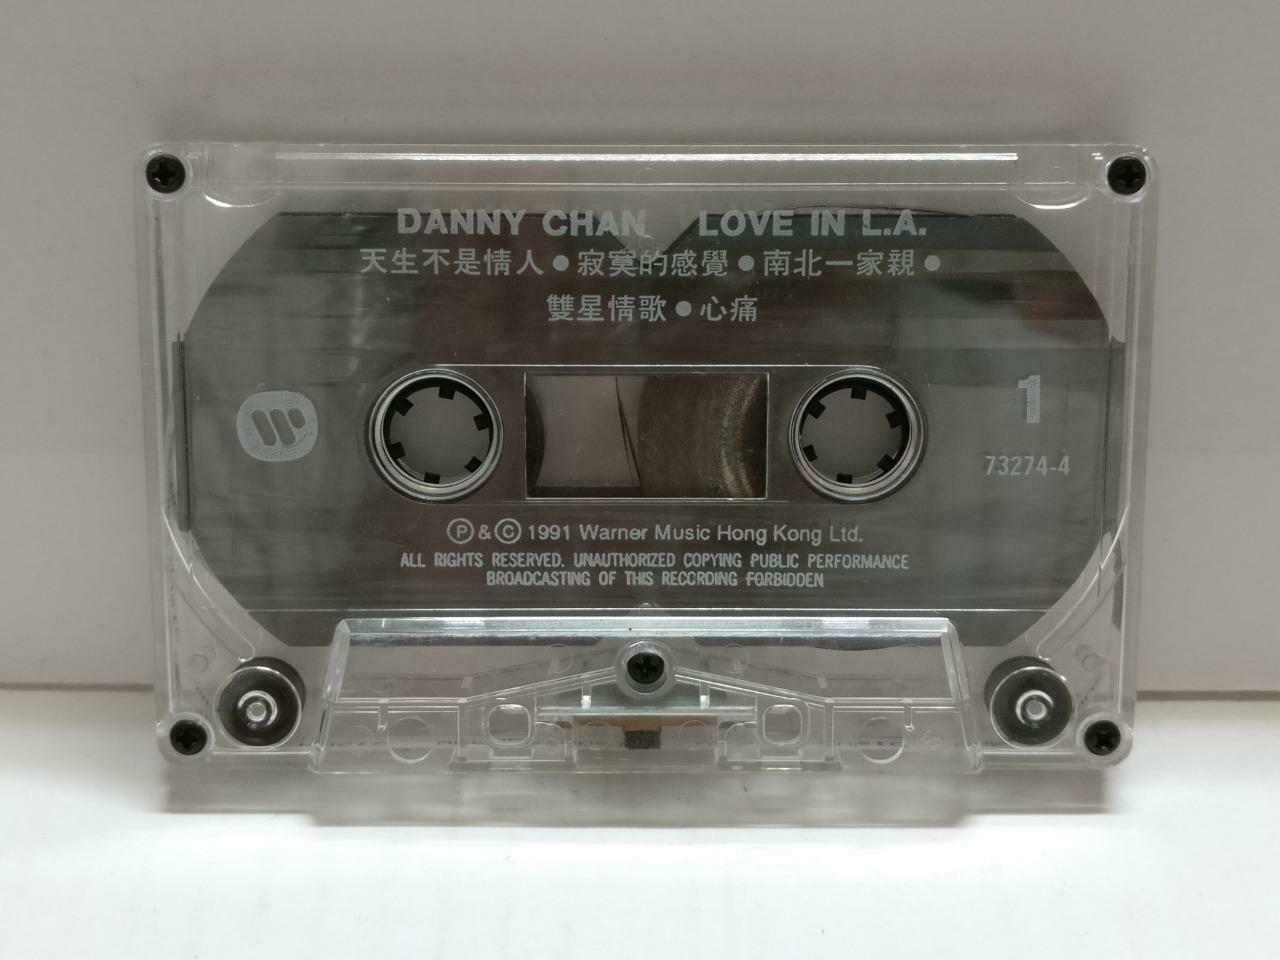 DANNY CHAN LOVE IN L.A.
天生不是情人●寂寞的感覺●南北一家親●
雙星情歌●心痛
1
73274-4
Ⓟ & © 1991 Warner Music Hong Kong Ltd.
ALL RIGHTS RESERVED. UNAUTHORIZED COPYING PUBLIC PERFORMANCE
BROADCASTING OF THIS RECORDING FORBIDDEN